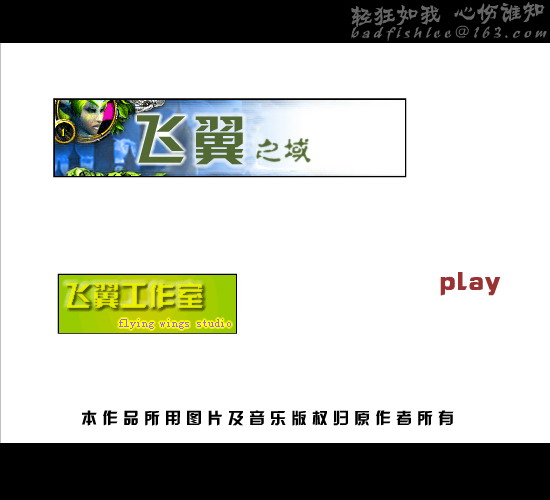 轻狂如我 心伤谁知
badfishlee@163.com
飞翼之域
飞翼工作室
flying wings studio
play
本作品所用图片及音乐版权归原作者所有